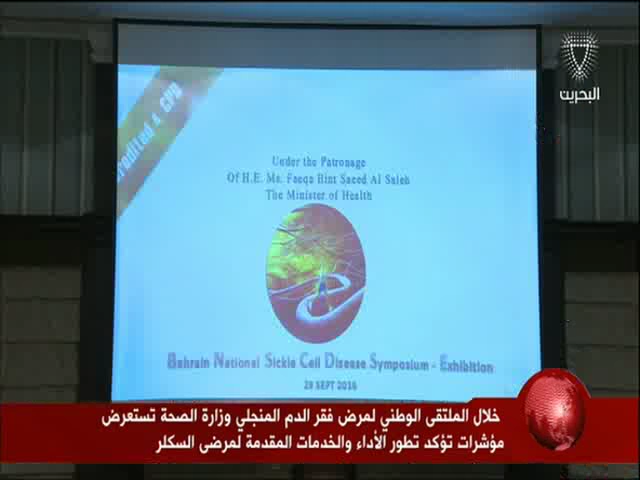 البحرين
Accredited 4 CPD
Under the Patronage
Of H.E. Ms. Faeqa Bint Saeed Al Saleh
The Minister of Health
Bahrain National Sickle Cell Disease Symposium - Exhibition
29 SEPT 2016
خلال الملتقى الوطني لمرض فقر الدم المنجلي وزارة الصحة تستعرض
مؤشرات تؤكد تطور الأداء والخدمات المقدمة لمرضى السكلر